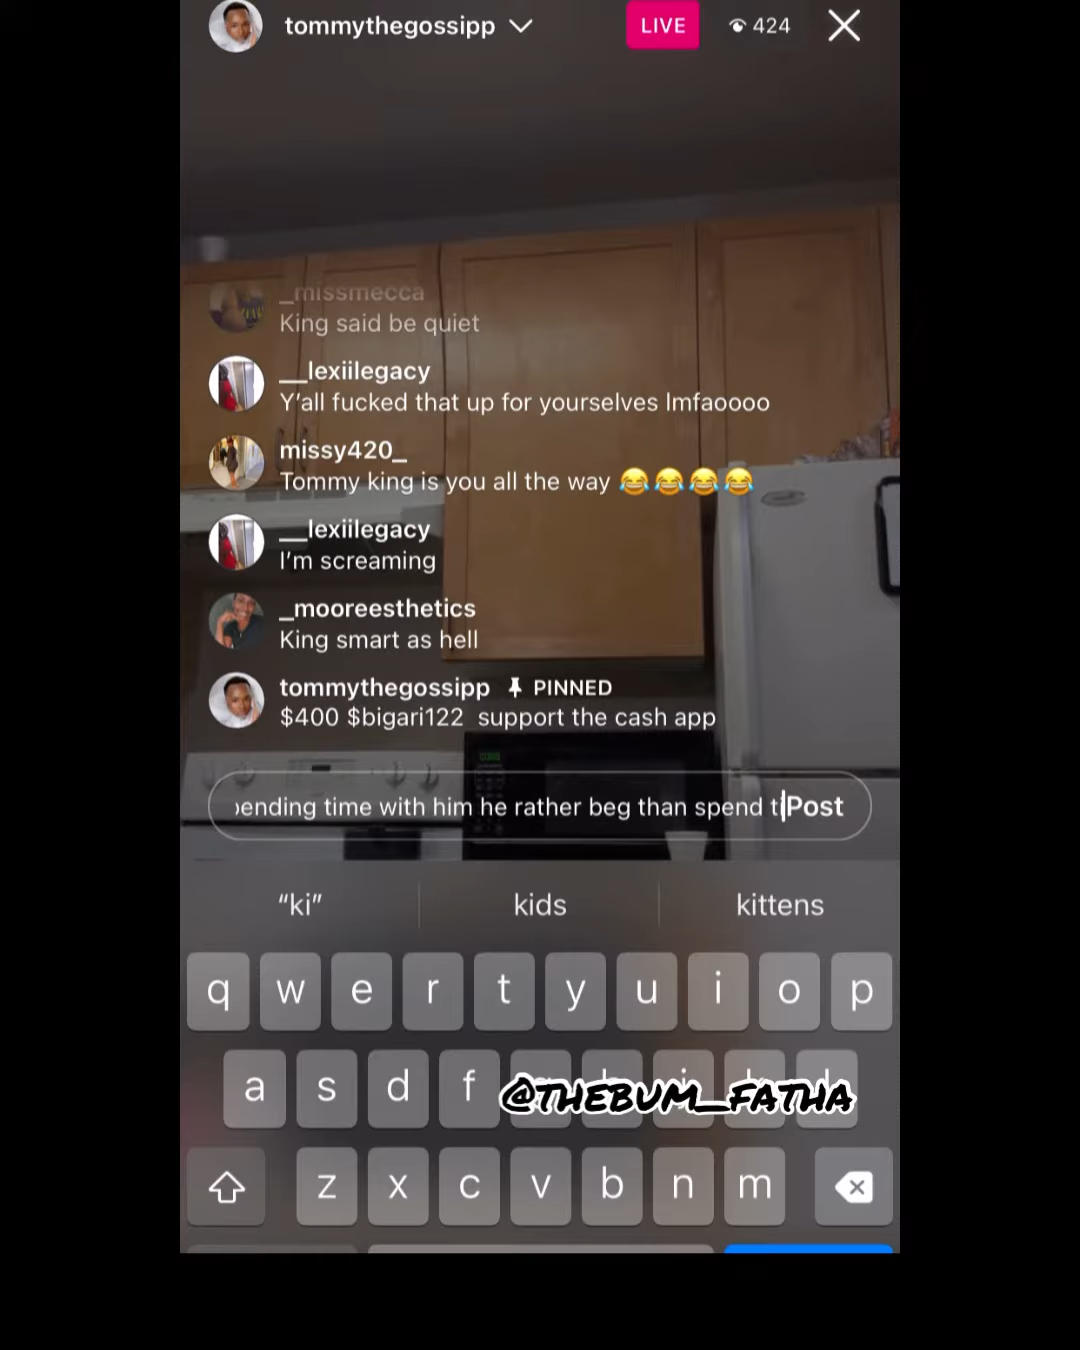 tommythegossipp
LIVE
424
_missmecca
King said be quiet
__lexiilegacy
Y'all fucked that up for yourselves lmfaoooo
missy420_
Tommy king is you all the way 😂😂😂😂
__lexiilegacy
I'm screaming
_mooreesthetics
King smart as hell
tommythegossipp PINNED
$400 $bigari122 support the cash app
ending time with him he rather beg than spend ti Post
"ki" kids kittens
q w e r t y u i o p
a s d f
@THEBUM_FATHA
z x c v b n m